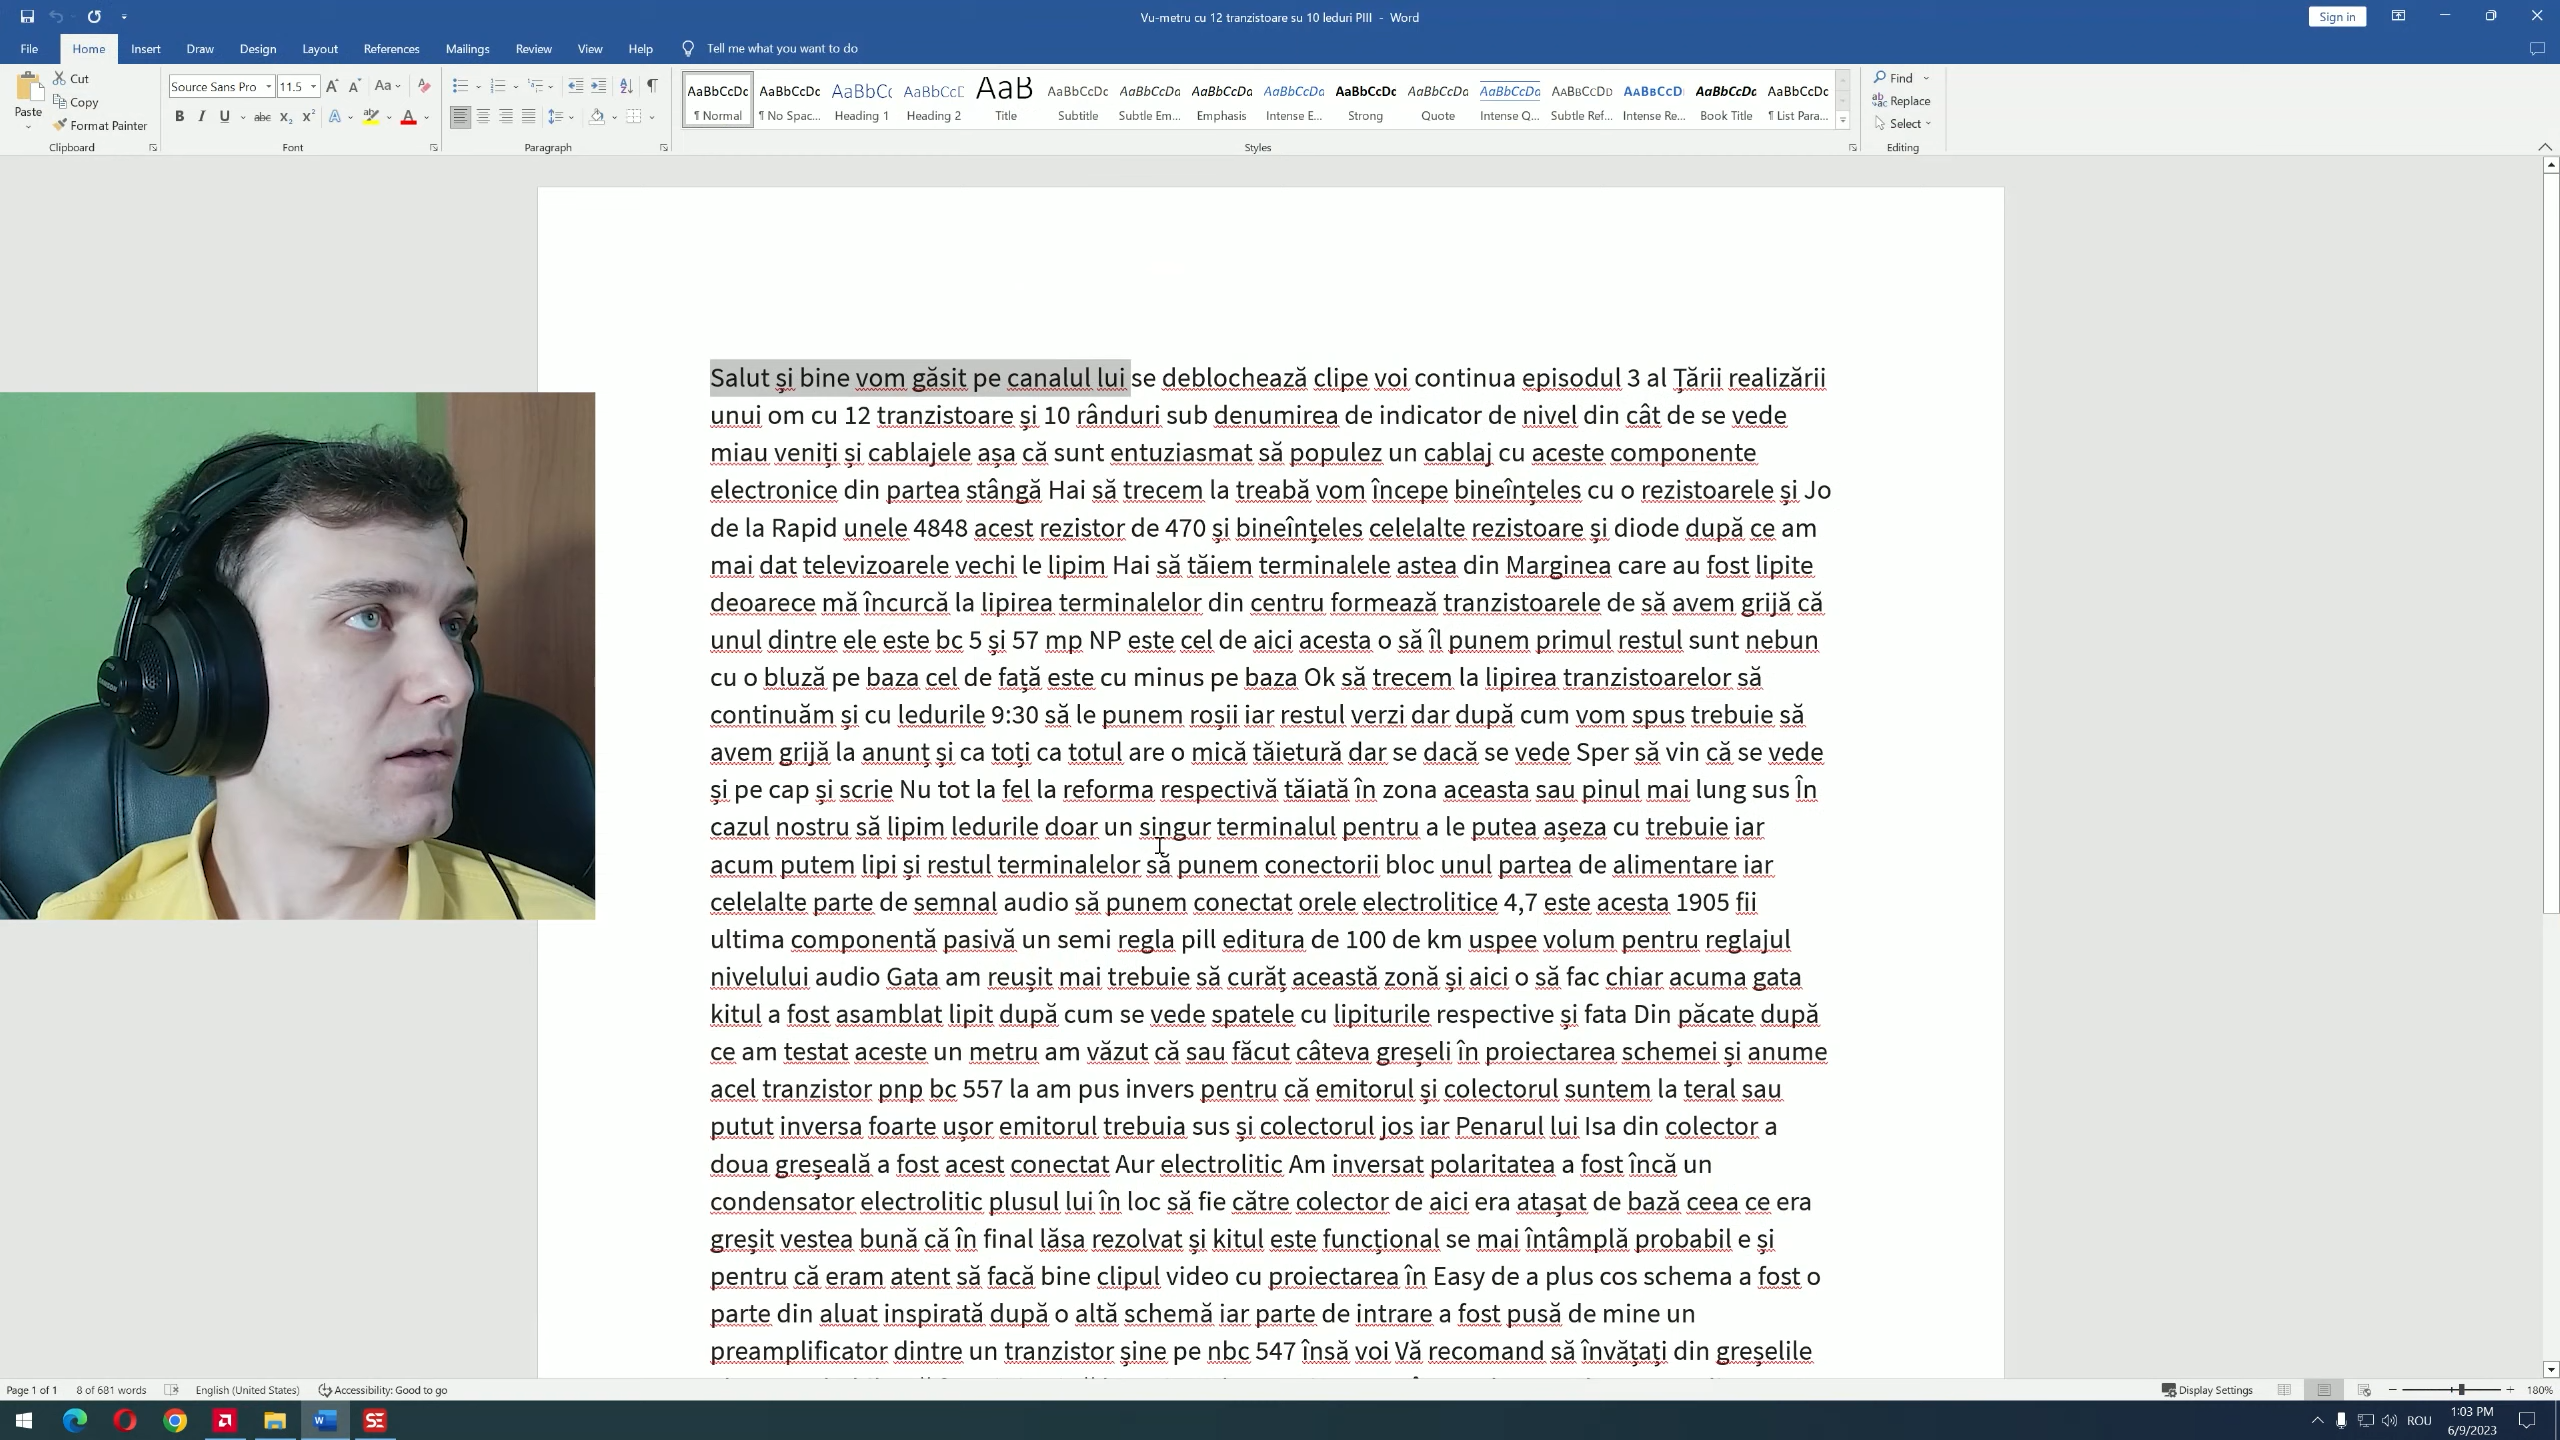 Vu-metru cu 12 tranzistoare su 10 leduri PIII - Word
Sign in
File Home Insert Draw Design Layout References Mailings Review View Help Tell me what you want to do
Paste
Cut
Copy
Format Painter
Clipboard
Source Sans Pro 11.5
Font
Paragraph
AaBbCcDc AaBbCcDc AaBbCc AaBbCcD AaB AaBbCcDc AaBbCcDa AaBbCcDa AaBbCcDa AaBbCcDc AaBbCcDa AaBbCcDa AaBbCcDd AaBbCcD AaBbCcDc AaBbCcDc
¶ Normal ¶ No Spac... Heading 1 Heading 2 Title Subtitle Subtle Em... Emphasis Intense E... Strong Quote Intense Q... Subtle Ref... Intense Re... Book Title ¶ List Para...
Styles
Find
Replace
Select
Editing
Salut și bine vom găsit pe canalul lui se deblochează clipe voi continua episodul 3 al Țării realizării
unui om cu 12 tranzistoare și 10 rânduri sub denumirea de indicator de nivel din cât de se vede
miau veniți și cablajele așa că sunt entuziasmat să populez un cablaj cu aceste componente
electronice din partea stângă Hai să trecem la treabă vom începe bineînțeles cu o rezistoarele și Jo
de la Rapid unele 4848 acest rezistor de 470 și bineînțeles celelalte rezistoare și diode după ce am
mai dat televizoarele vechi le lipim Hai să tăiem terminalele astea din Marginea care au fost lipite
deoarece mă încurcă la lipirea terminalelor din centru formează tranzistoarele de să avem grijă că
unul dintre ele este bc 5 și 57 mp NP este cel de aici acesta o să îl punem primul restul sunt nebun
cu o bluză pe baza cel de față este cu minus pe baza Ok să trecem la lipirea tranzistoarelor să
continuăm și cu ledurile 9:30 să le punem roșii iar restul verzi dar după cum vom spus trebuie să
avem grijă la anunț și ca toți ca totul are o mică tăietură dar se dacă se vede Sper să vin că se vede
și pe cap și scrie Nu tot la fel la reforma respectivă tăiată în zona aceasta sau pinul mai lung sus În
cazul nostru să lipim ledurile doar un singur terminalul pentru a le putea așeza cu trebuie iar
acum putem lipi și restul terminalelor să punem conectorii bloc unul partea de alimentare iar
celelalte parte de semnal audio să punem conectat orele electrolitice 4,7 este acesta 1905 fii
ultima componentă pasivă un semi regla pill editura de 100 de km uspee volum pentru reglajul
nivelului audio Gata am reușit mai trebuie să curăț această zonă și aici o să fac chiar acuma gata
kitul a fost asamblat lipit după cum se vede spatele cu lipiturile respective și fata Din păcate după
ce am testat aceste un metru am văzut că sau făcut câteva greșeli în proiectarea schemei și anume
acel tranzistor pnp bc 557 la am pus invers pentru că emitorul și colectorul suntem la teral sau
putut inversa foarte ușor emitorul trebuia sus și colectorul jos iar Penarul lui Isa din colector a
doua greșeală a fost acest conectat Aur electrolitic Am inversat polaritatea a fost încă un
condensator electrolitic plusul lui în loc să fie către colector de aici era atașat de bază ceea ce era
greșit vestea bună că în final lăsa rezolvat și kitul este funcțional se mai întâmplă probabil e și
pentru că eram atent să facă bine clipul video cu proiectarea în Easy de a plus cos schema a fost o
parte din aluat inspirată după o altă schemă iar parte de intrare a fost pusă de mine un
preamplificator dintre un tranzistor șine pe nbc 547 însă voi Vă recomand să învățați din greșelile
Page 1 of 1 8 of 681 words English (United States) Accessibility: Good to go Display Settings 180%
ROU
1:03 PM
6/9/2023